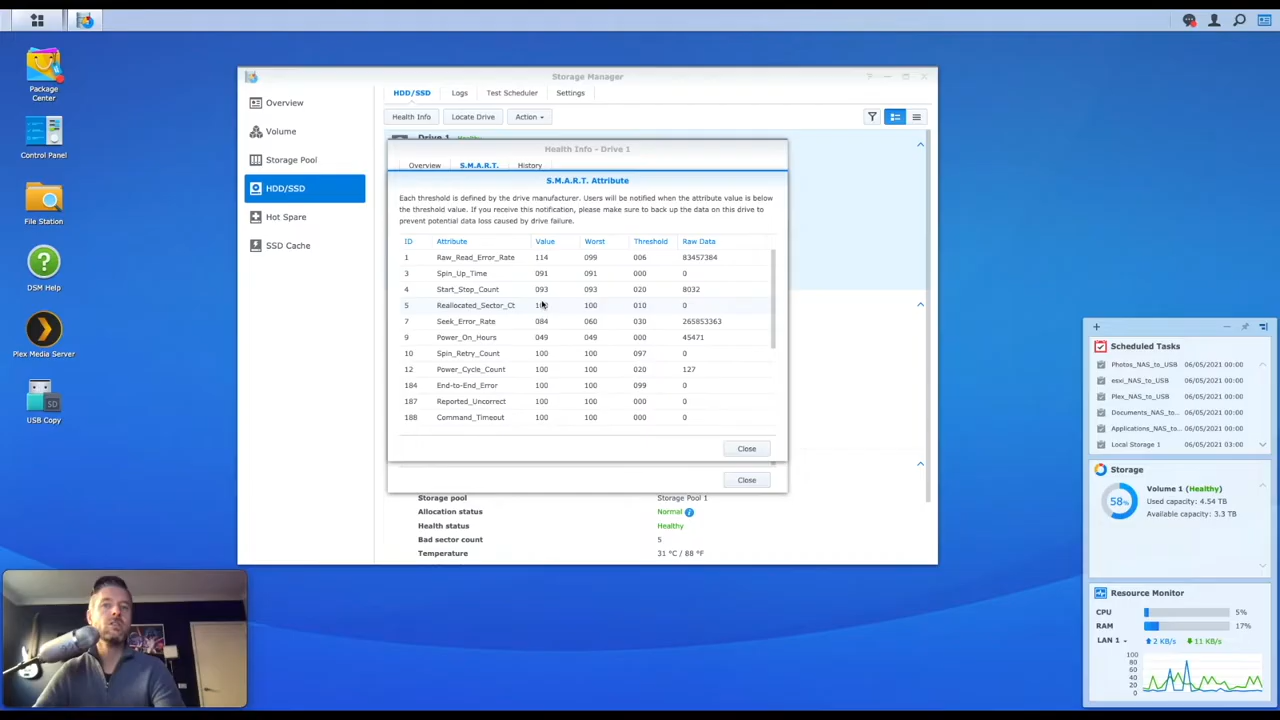 Package
Center
Control Panel
File Station
DSM Help
Plex Media Server
SD
USB Copy
Storage Manager
Overview
Volume
Storage Pool
HDD/SSD
Hot Spare
SSD Cache
HDD/SSD Logs Test Scheduler Settings
Health Info Locate Drive Action
Drive 1 Healthy
Health Info - Drive 1
Overview S.M.A.R.T. History
S.M.A.R.T. Attribute
Each threshold is defined by the drive manufacturer. Users will be notified when the attribute value is below
the threshold value. If you receive this notification, please make sure to back up the data on this drive to
prevent potential data loss caused by drive failure.
ID Attribute Value Worst Threshold Raw Data
1 Raw_Read_Error_Rate 114 099 006 83457384
3 Spin_Up_Time 091 091 000 0
4 Start_Stop_Count 093 093 020 8032
5 Reallocated_Sector_Ct 100 100 010 0
7 Seek_Error_Rate 084 060 030 265853363
9 Power_On_Hours 049 049 000 45471
10 Spin_Retry_Count 100 100 097 0
12 Power_Cycle_Count 100 100 020 127
184 End-to-End_Error 100 100 099 0
187 Reported_Uncorrect 100 100 000 0
188 Command_Timeout 100 100 000 0
Close
Close
Storage pool Storage Pool 1
Allocation status Normal
Health status Healthy
Bad sector count 5
Temperature 31 °C / 88 °F
Scheduled Tasks
Photos_NAS_to_USB 06/05/2021 00:00
esxi_NAS_to_USB 06/05/2021 00:00
Plex_NAS_to_USB 06/05/2021 00:00
Documents_NAS_to... 06/05/2021 00:00
Applications_NAS_to... 06/05/2021 00:00
Local Storage 1 06/05/2021 03:00
Storage
58%
Volume 1 (Healthy)
Used capacity: 4.54 TB
Available capacity: 3.3 TB
Resource Monitor
CPU 5%
RAM 17%
LAN 1 2 KB/s 11 KB/s
100
80
60
40
20
0